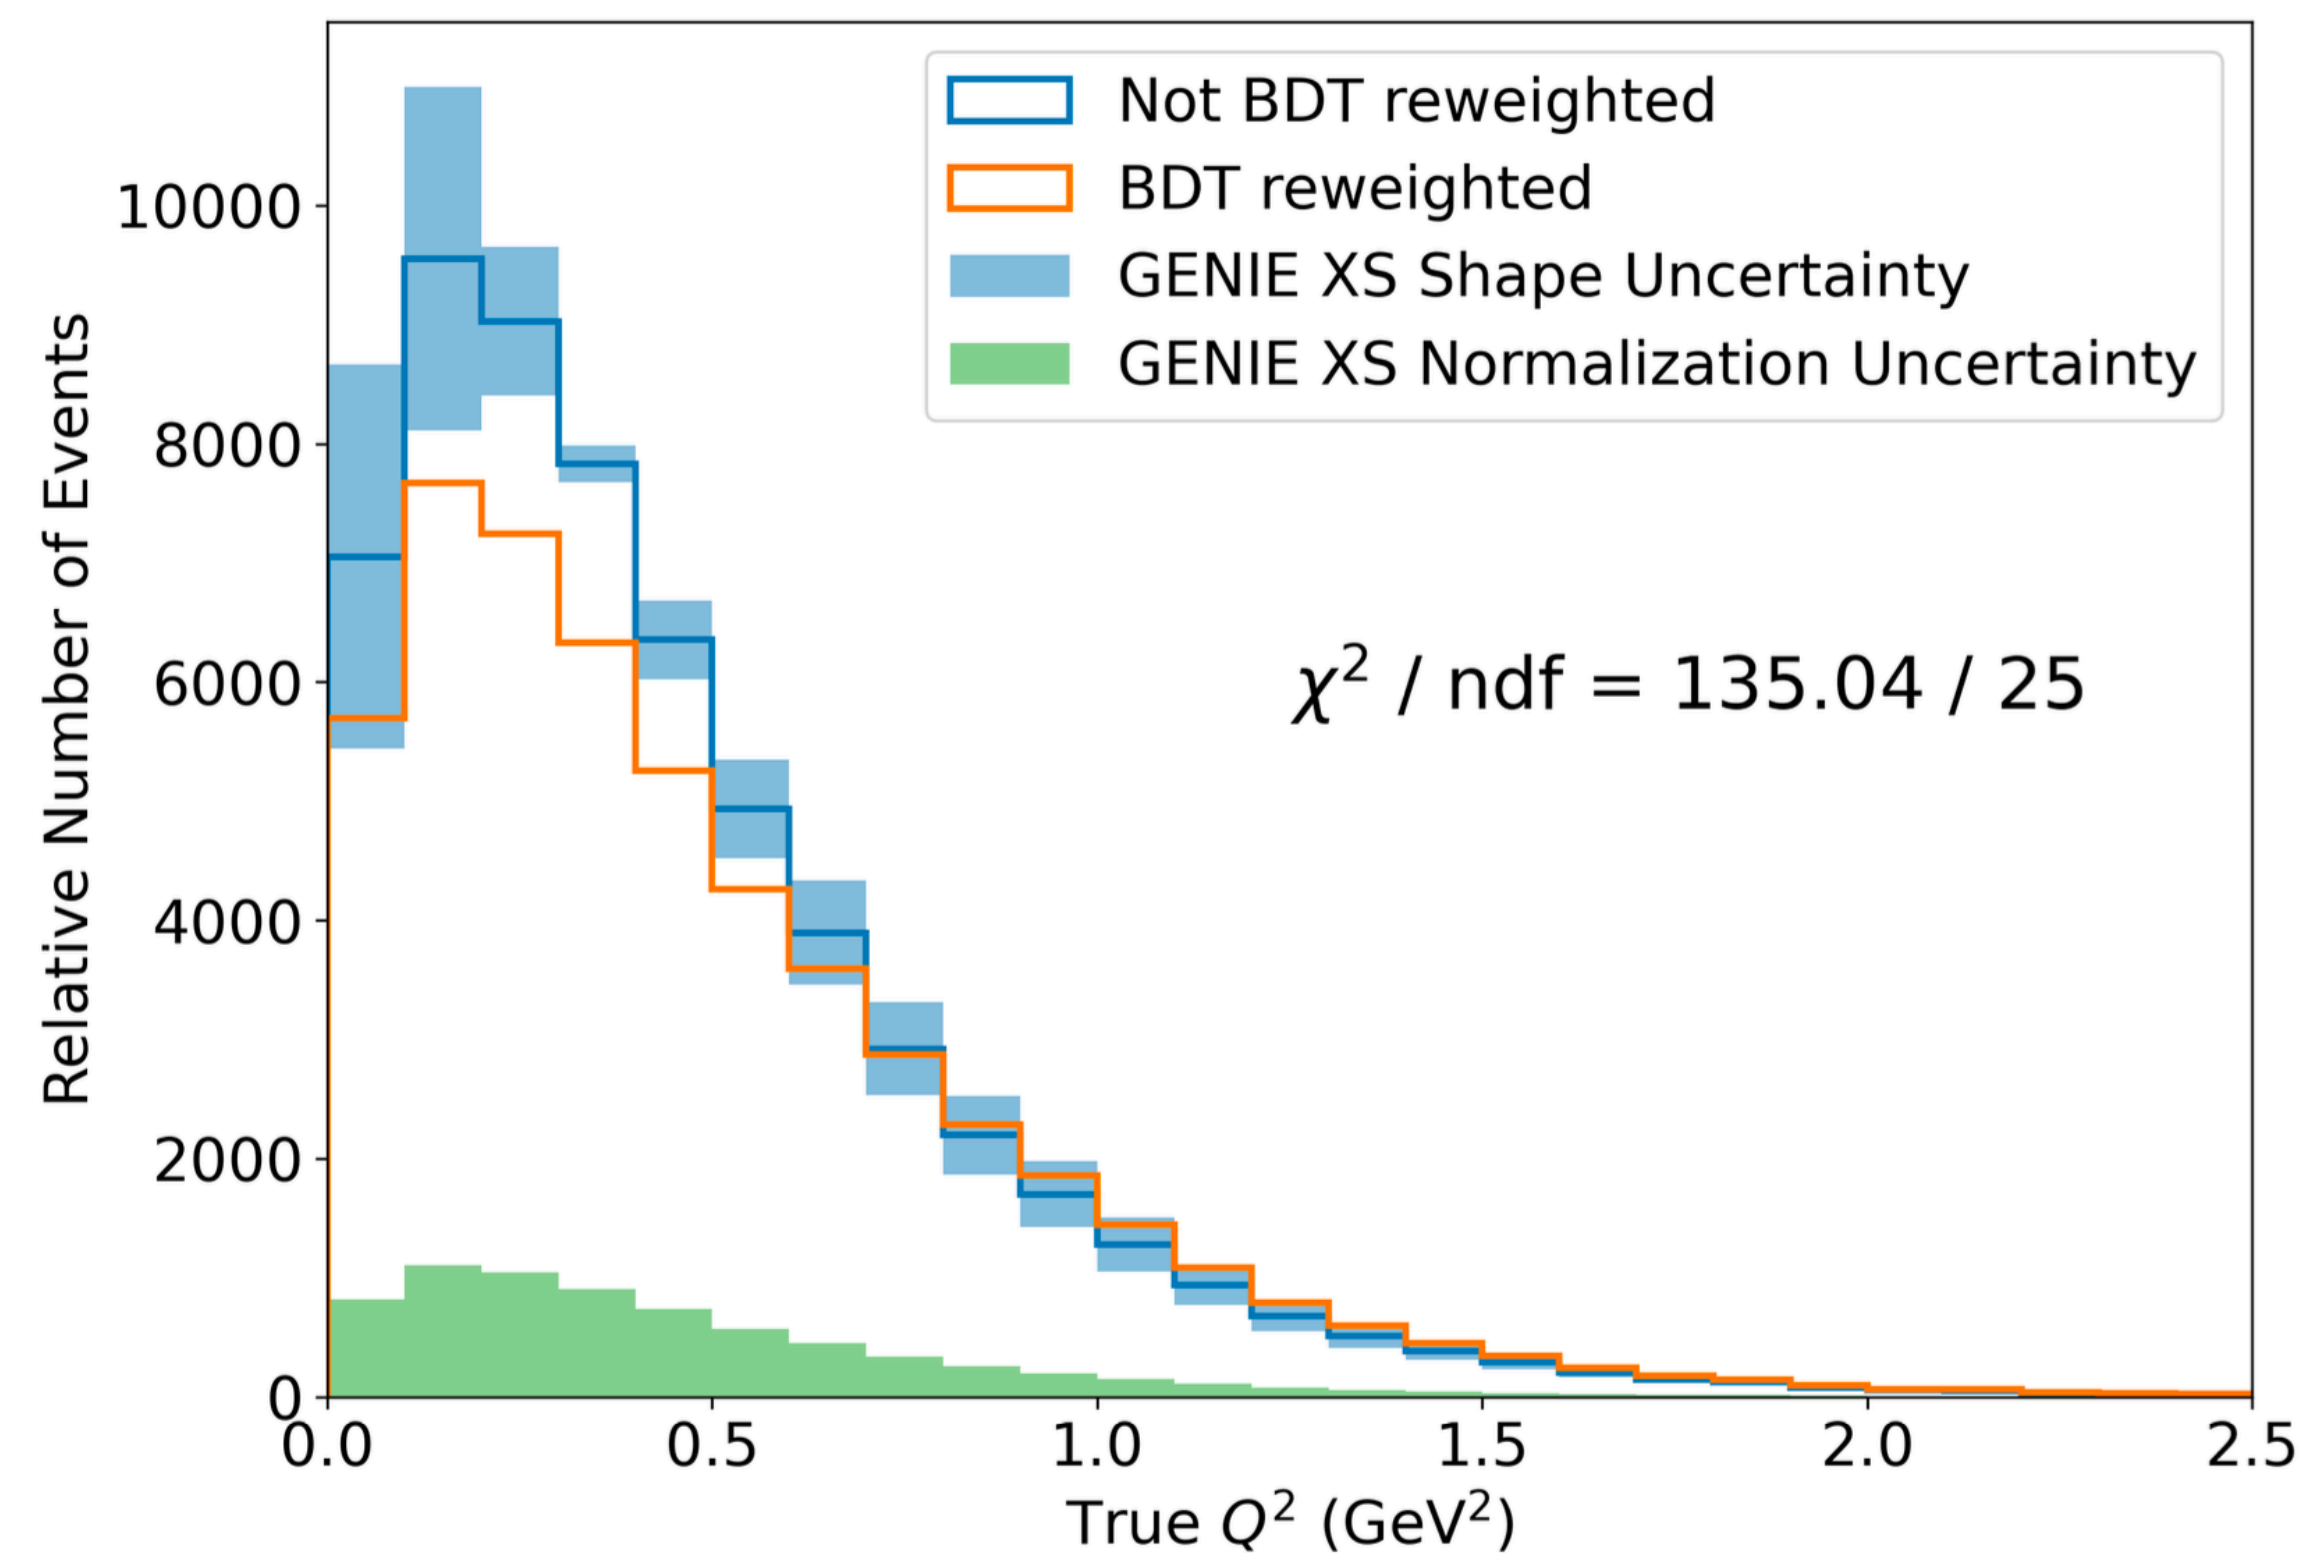 Relative Number of Events
10000
8000
6000
4000
2000
0
Not BDT reweighted
BDT reweighted
GENIE XS Shape Uncertainty
GENIE XS Normalization Uncertainty
χ² / ndf = 135.04 / 25
0.0 0.5 1.0 1.5 2.0 2.5
True Q² (GeV²)